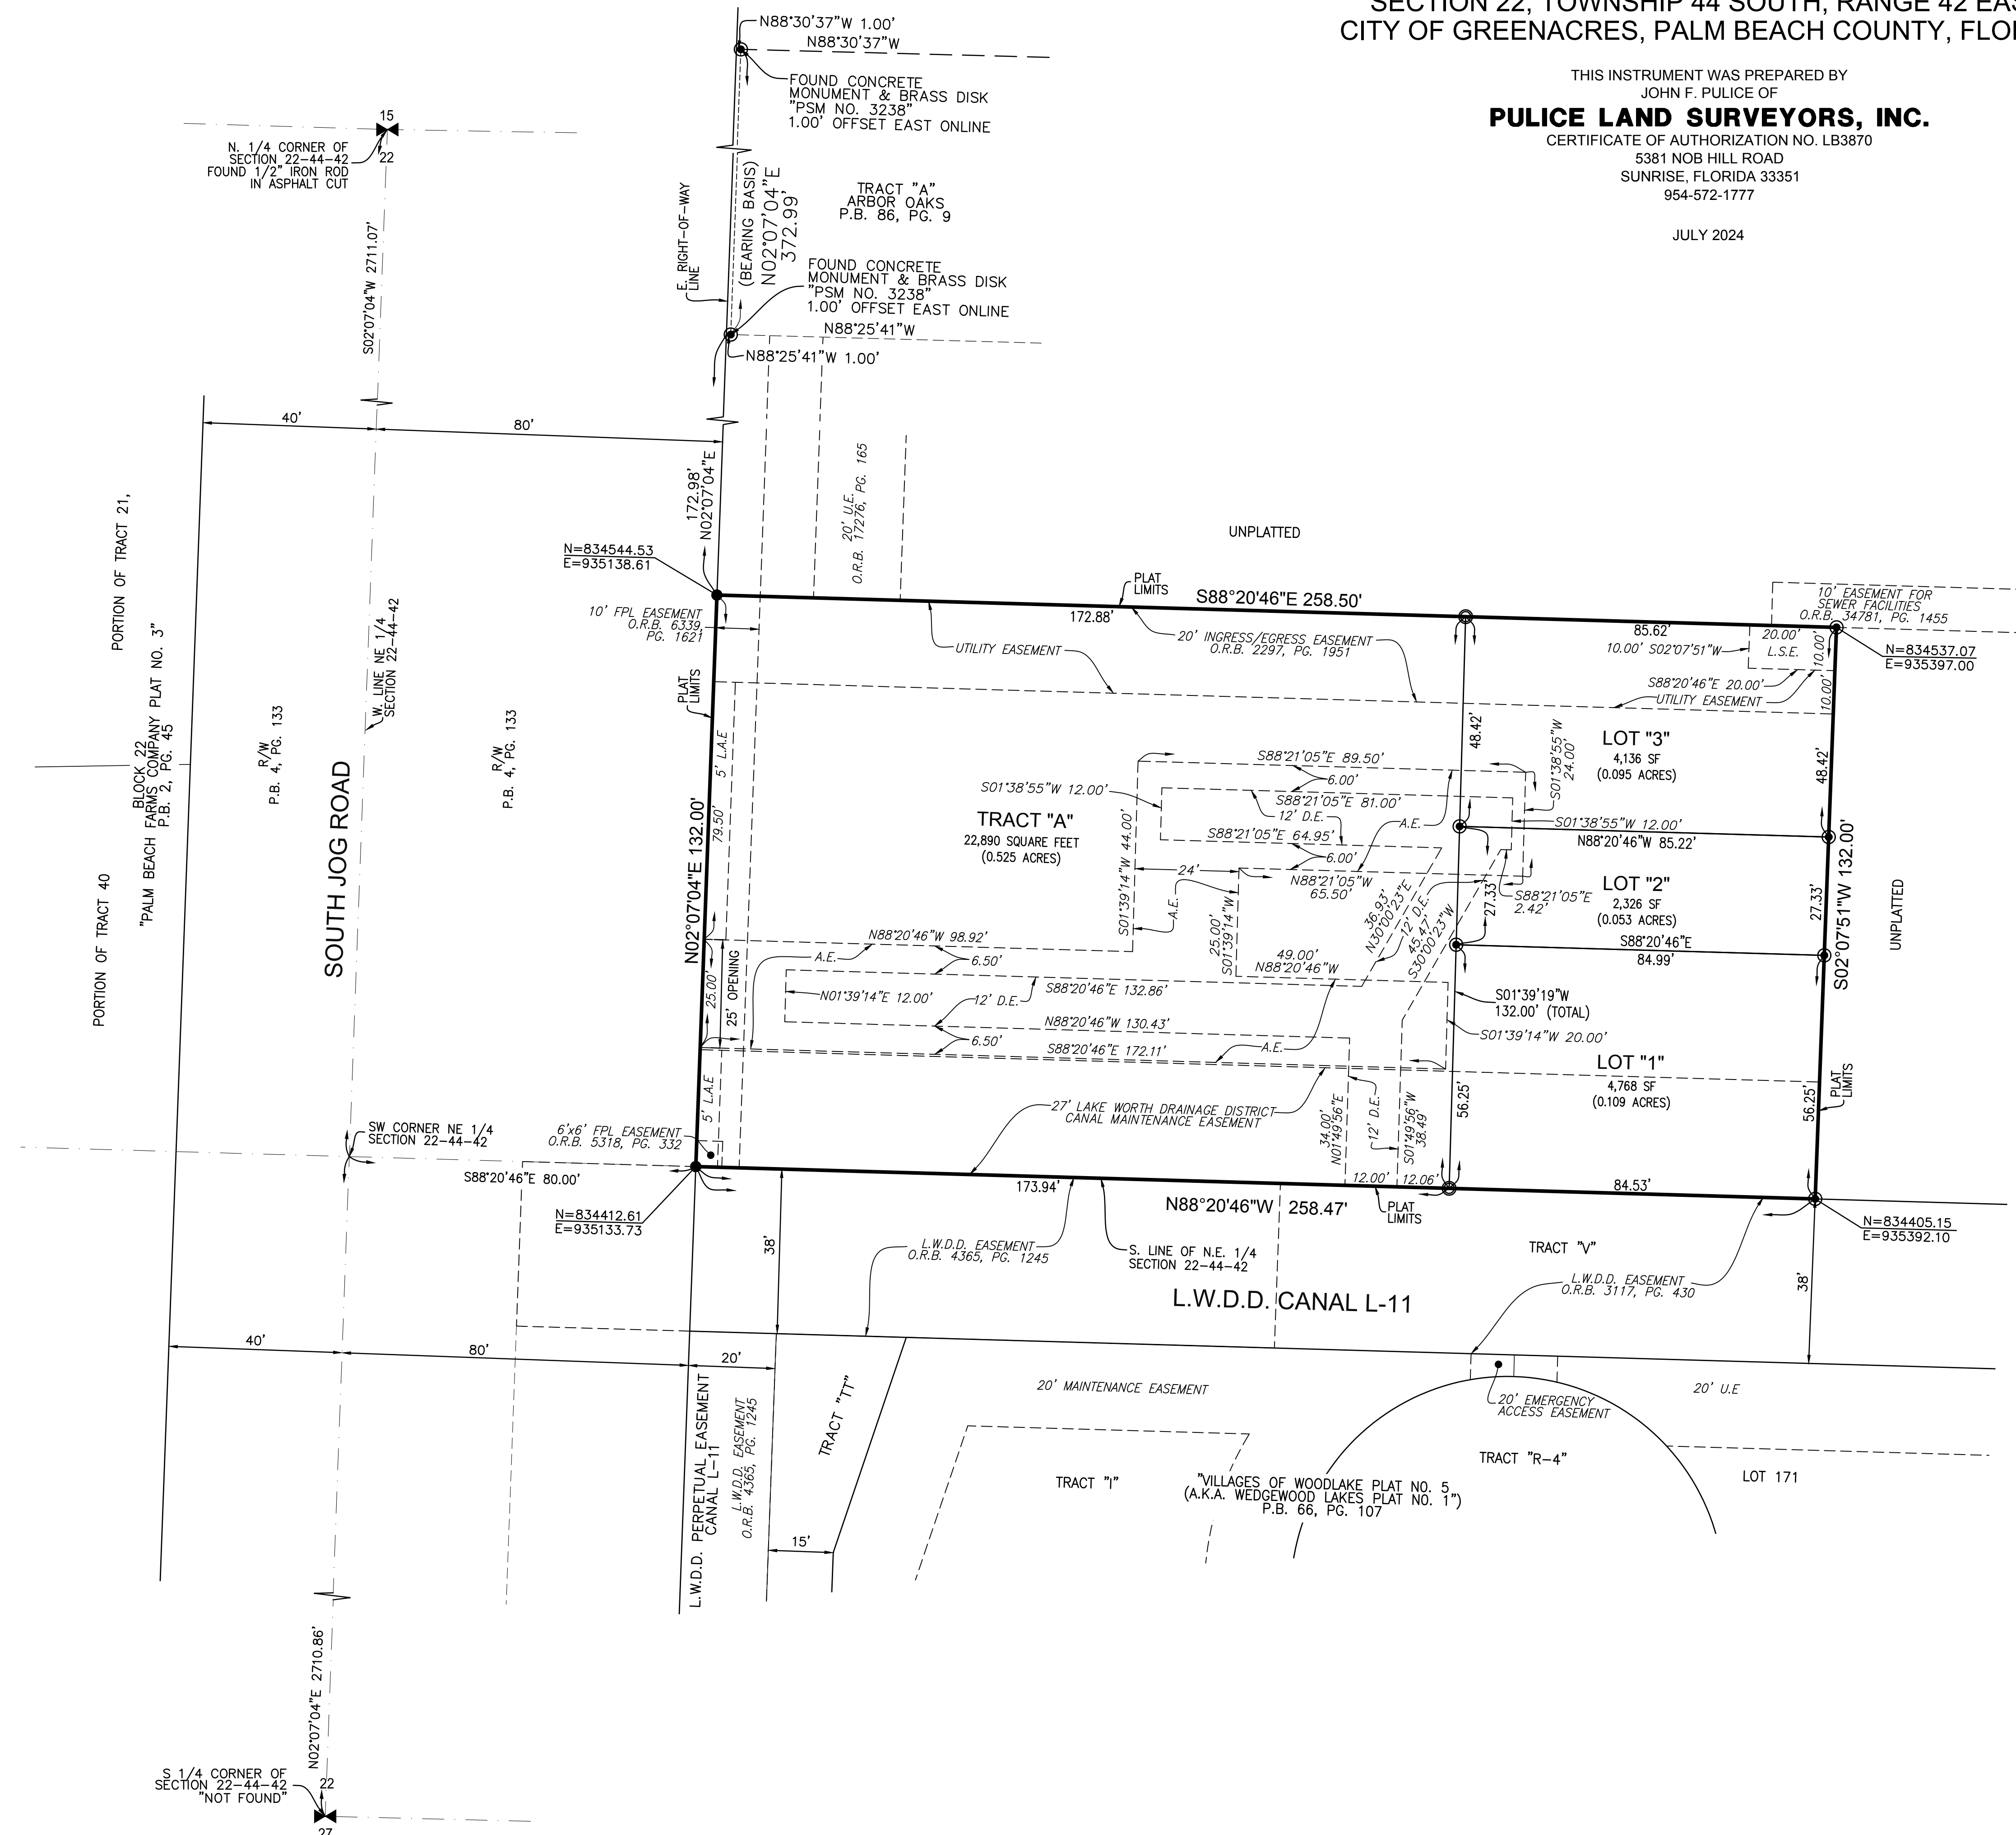 SECTION 22, TOWNSHIP 44 SOUTH, RANGE 42
CITY OF GREENACRES, PALM BEACH COUNTY,
THIS INSTRUMENT WAS PREPARED BY
JOHN F. PULICE OF
PULICE LAND SURVEYORS, INC.
CERTIFICATE OF AUTHORIZATION NO. LB3870
5381 NOB HILL ROAD
SUNRISE, FLORIDA 33351
954-572-1777
JULY 2024
N88°30'37"W 1.00'
N88°30'37"W
FOUND CONCRETE
MONUMENT & BRASS DISK
"PSM NO. 3238"
1.00' OFFSET EAST ONLINE
15
22
N. 1/4 CORNER OF
SECTION 22-44-42
FOUND 1/2" IRON ROD
IN ASPHALT CUT
S02°07'04"W 2711.07'
E. RIGHT-OF-WAY
LINE
(BEARING BASIS)
N02°07'04"E
372.99'
TRACT "A"
ARBOR OAKS
P.B. 86, PG. 9
FOUND CONCRETE
MONUMENT & BRASS DISK
"PSM NO. 3238"
1.00' OFFSET EAST ONLINE
N88°25'41"W
N88°25'41"W 1.00'
40'
80'
172.98'
N02°07'04"E
20' U.E.
O.R.B. 17276, PG. 165
UNPLATTED
N=834544.53
E=935138.61
PLAT
LIMITS
S88°20'46"E 258.50'
172.88'
85.62'
10' EASEMENT FOR
SEWER FACILITIES
O.R.B. 34781, PG. 1455
10' FPL EASEMENT
O.R.B. 6339,
PG. 1621
UTILITY EASEMENT
20' INGRESS/EGRESS EASEMENT
O.R.B. 2297, PG. 1951
10.00' S02°07'51"W
20.00'
L.S.E.
10.00'
N=834537.07
E=935397.00
S88°20'46"E 20.00'
UTILITY EASEMENT
10.00'
PORTION OF TRACT 21,
BLOCK 22
"PALM BEACH FARMS COMPANY PLAT NO. 3"
P.B. 2, PG. 45
PORTION OF TRACT 40
R/W
P.B. 4, PG. 133
W. LINE NE 1/4
SECTION 22-44-42
R/W
P.B. 4, PG. 133
SOUTH JOG ROAD
PLAT
LIMITS
5' L.A.E
79.50'
N02°07'04"E 132.00'
48.42'
S01°38'55"W
24.00'
LOT "3"
4,136 SF
(0.095 ACRES)
48.42'
S88°21'05"E 89.50'
6.00'
S01°38'55"W 12.00'
S88°21'05"E 81.00'
12' D.E.
A.E.
S88°21'05"E 64.95'
6.00'
S01°38'55"W 12.00'
N88°20'46"W 85.22'
TRACT "A"
22,890 SQUARE FEET
(0.525 ACRES)
S01°39'14"W 44.00'
24'
A.E.
N88°21'05"W
65.50'
25.00'
S01°39'14"W
36.93'
N30°00'23"E
12' D.E.
45.47'
S30°00'23"W
27.33'
S88°21'05"E
2.42'
LOT "2"
2,326 SF
(0.053 ACRES)
27.33'
S02°07'51"W 132.00'
UNPLATTED
N88°20'46"W 98.92'
A.E.
6.50'
49.00'
N88°20'46"W
S88°20'46"E
84.99'
25.00'
25' OPENING
N01°39'14"E 12.00'
12' D.E.
S88°20'46"E 132.86'
N88°20'46"W 130.43'
6.50'
S88°20'46"E 172.11'
A.E.
S01°39'19"W
132.00' (TOTAL)
S01°39'14"W 20.00'
LOT "1"
4,768 SF
(0.109 ACRES)
56.25'
56.25'
PLAT
LIMITS
5' L.A.E
27' LAKE WORTH DRAINAGE DISTRICT
CANAL MAINTENANCE EASEMENT
34.00'
N01°49'56"E
12' D.E.
S01°49'56"W
38.49'
6'x6' FPL EASEMENT
O.R.B. 5318, PG. 332
SW CORNER NE 1/4
SECTION 22-44-42
S88°20'46"E 80.00'
173.94'
12.00'
12.06'
84.53'
N88°20'46"W 258.47'
PLAT
LIMITS
N=834412.61
E=935133.73
N=834405.15
E=935392.10
38'
L.W.D.D. EASEMENT
O.R.B. 4365, PG. 1245
S. LINE OF N.E. 1/4
SECTION 22-44-42
TRACT "V"
L.W.D.D. EASEMENT
O.R.B. 3117, PG. 430
38'
L.W.D.D. CANAL L-11
40'
80'
20'
L.W.D.D. PERPETUAL EASEMENT
CANAL L-11
L.W.D.D. EASEMENT
O.R.B. 4365, PG. 1245
TRACT "TT"
20' MAINTENANCE EASEMENT
20' EMERGENCY
ACCESS EASEMENT
20' U.E
TRACT "I"
"VILLAGES OF WOODLAKE PLAT NO. 5
(A.K.A. WEDGEWOOD LAKES PLAT NO. 1")
P.B. 66, PG. 107
TRACT "R-4"
LOT 171
15'
N02°07'04"E 2710.86'
S 1/4 CORNER OF
SECTION 22-44-42
"NOT FOUND"
22
27